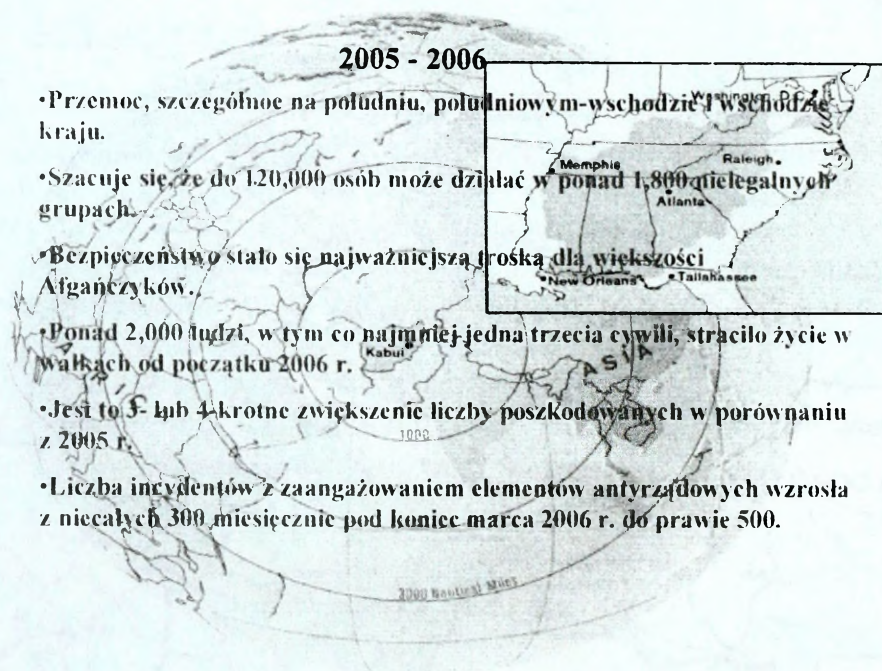 2005 - 2006
•Przemoc, szczególnoe na południu, południowym-wschodzie i wschodzie
kraju.
•Szacuje się, że do 120,000 osób może działać w ponad 1,800 nielegalnych
grupach.
•Bezpieczeństwo stało się najważniejszą troską dla większości
Afgańczyków.
•Ponad 2,000 ludzi, w tym co najmniej jedna trzecia cywili, straciło życie w
walkach od początku 2006 r.
•Jest to 3- lub 4-krotne zwiększenie liczby poszkodowanych w porównaniu
z 2005 r.
•Liczba incydentów z zaangażowaniem elementów antyrządowych wzrosła
z niecałych 300 miesięcznie pod koniec marca 2006 r. do prawie 500.
Washington D.C.
Memphis
Raleigh
Atlanta
New Orleans
Tallahassee
Kabul
ASIA
1000
2000 Nautical Miles